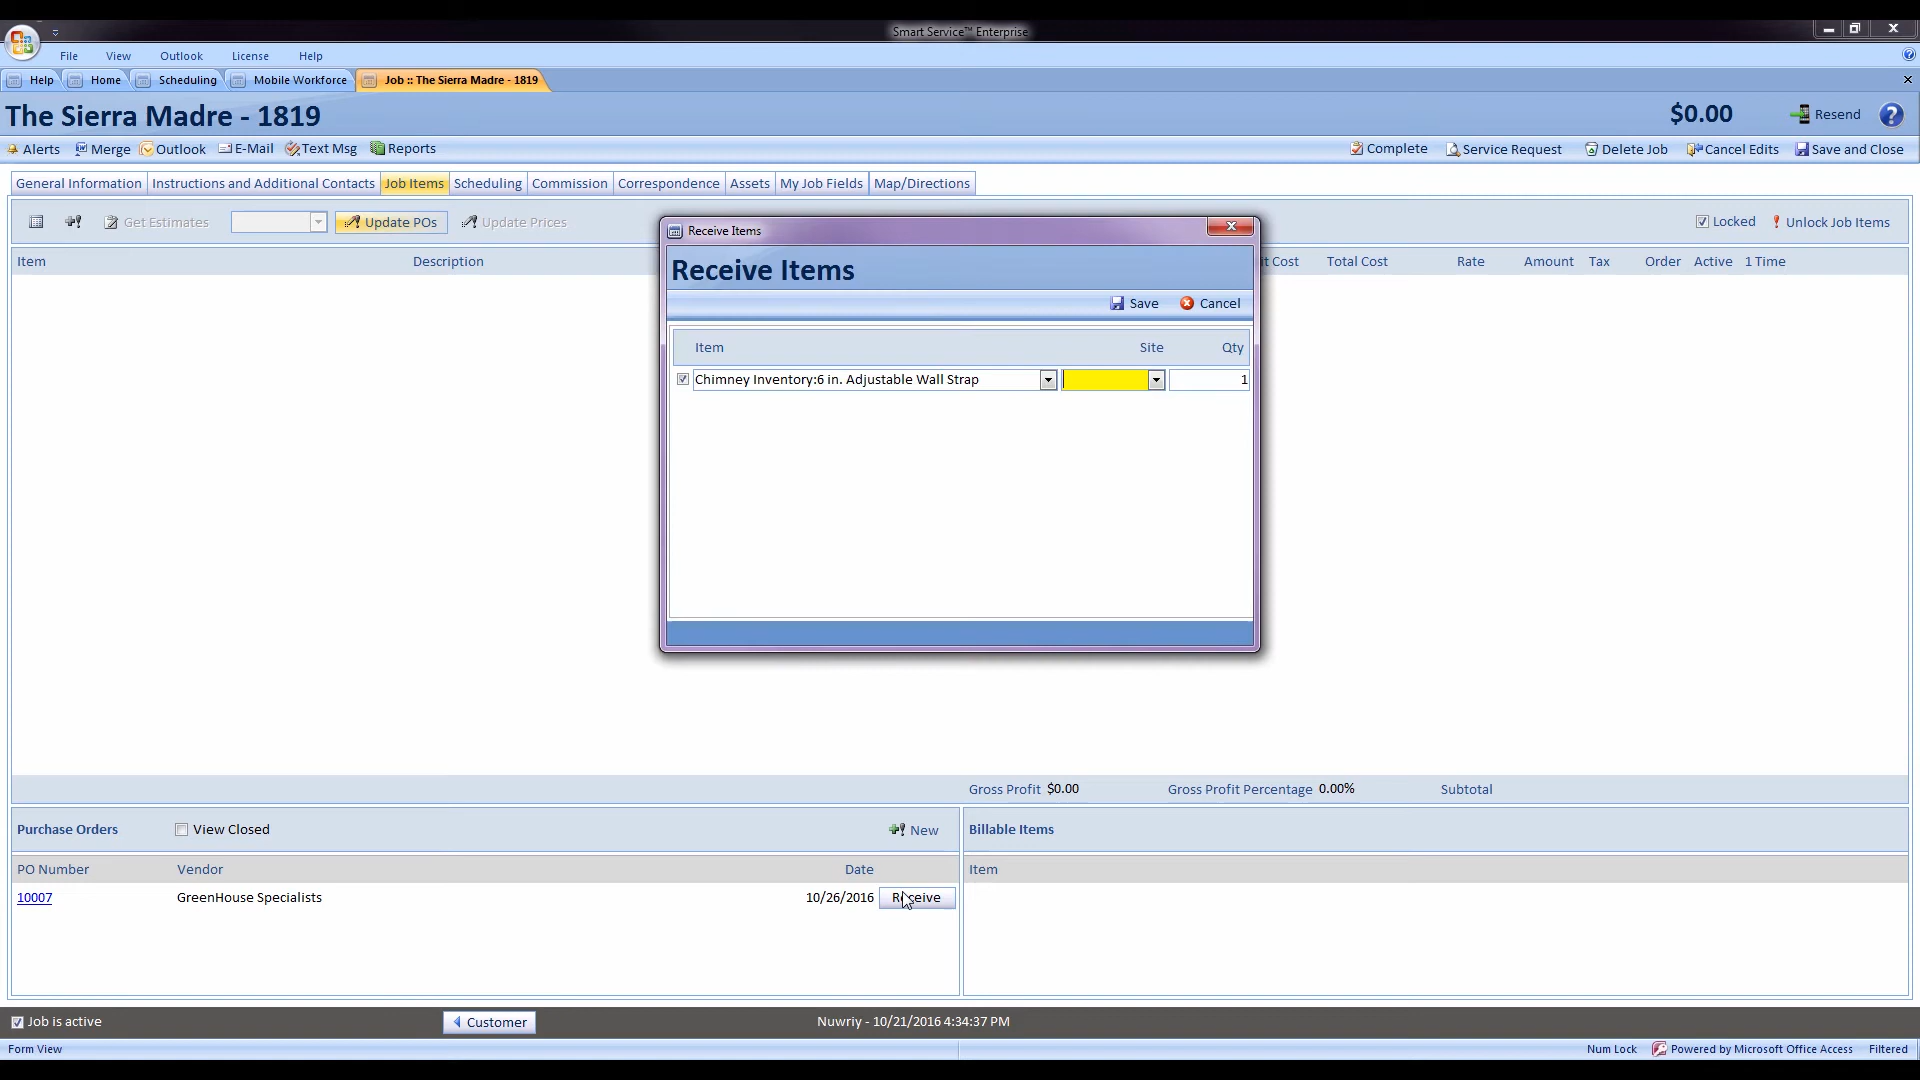 Smart Service™ Enterprise
File View Outlook License Help
Help Home Scheduling Mobile Workforce Job :: The Sierra Madre - 1819
The Sierra Madre - 1819 $0.00 Resend
Alerts Merge Outlook E-Mail Text Msg Reports Complete Service Request Delete Job Cancel Edits Save and Close
General Information Instructions and Additional Contacts Job Items Scheduling Commission Correspondence Assets My Job Fields Map/Directions
Get Estimates Update POs Update Prices Locked Unlock Job Items
Receive Items
Item Description Cost Total Cost Rate Amount Tax Order Active 1 Time
Receive Items
Save Cancel
Item Site Qty
Chimney Inventory:6 in. Adjustable Wall Strap 1
Gross Profit $0.00 Gross Profit Percentage 0.00% Subtotal
Purchase Orders View Closed New Billable Items
PO Number Vendor Date Item
10007 GreenHouse Specialists 10/26/2016 Receive
Job is active Customer Nuwriy - 10/21/2016 4:34:37 PM
Form View Num Lock Powered by Microsoft Office Access Filtered